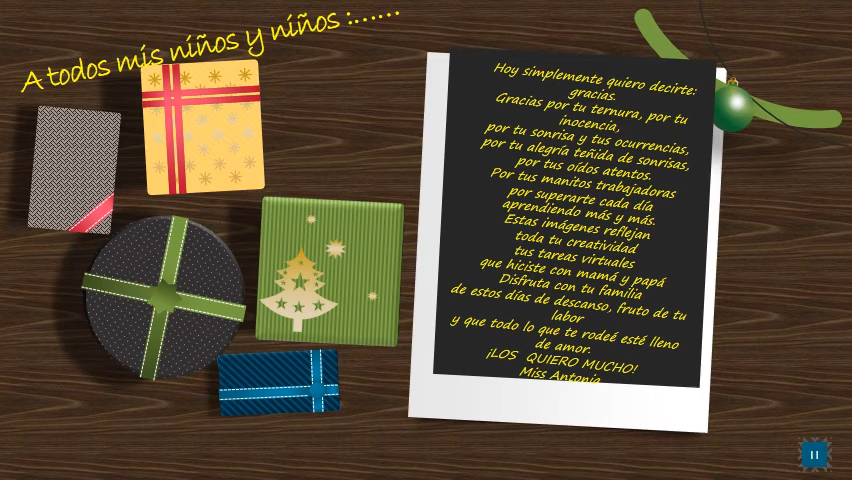 A todos mis niños y niños :......
Hoy simplemente quiero decirte:
gracias.
Gracias por tu ternura, por tu
inocencia,
por tu sonrisa y tus ocurrencias,
por tu alegría teñida de sonrisas,
por tus oídos atentos.
Por tus manitos trabajadoras
por superarte cada día
aprendiendo más y más.
Estas imágenes reflejan
toda tu creatividad
tus tareas virtuales
que hiciste con mamá y papá
Disfruta con tu familia
de estos días de descanso, fruto de tu
labor
y que todo lo que te rodeé esté lleno
de amor.
¡LOS QUIERO MUCHO!
Miss Antonia